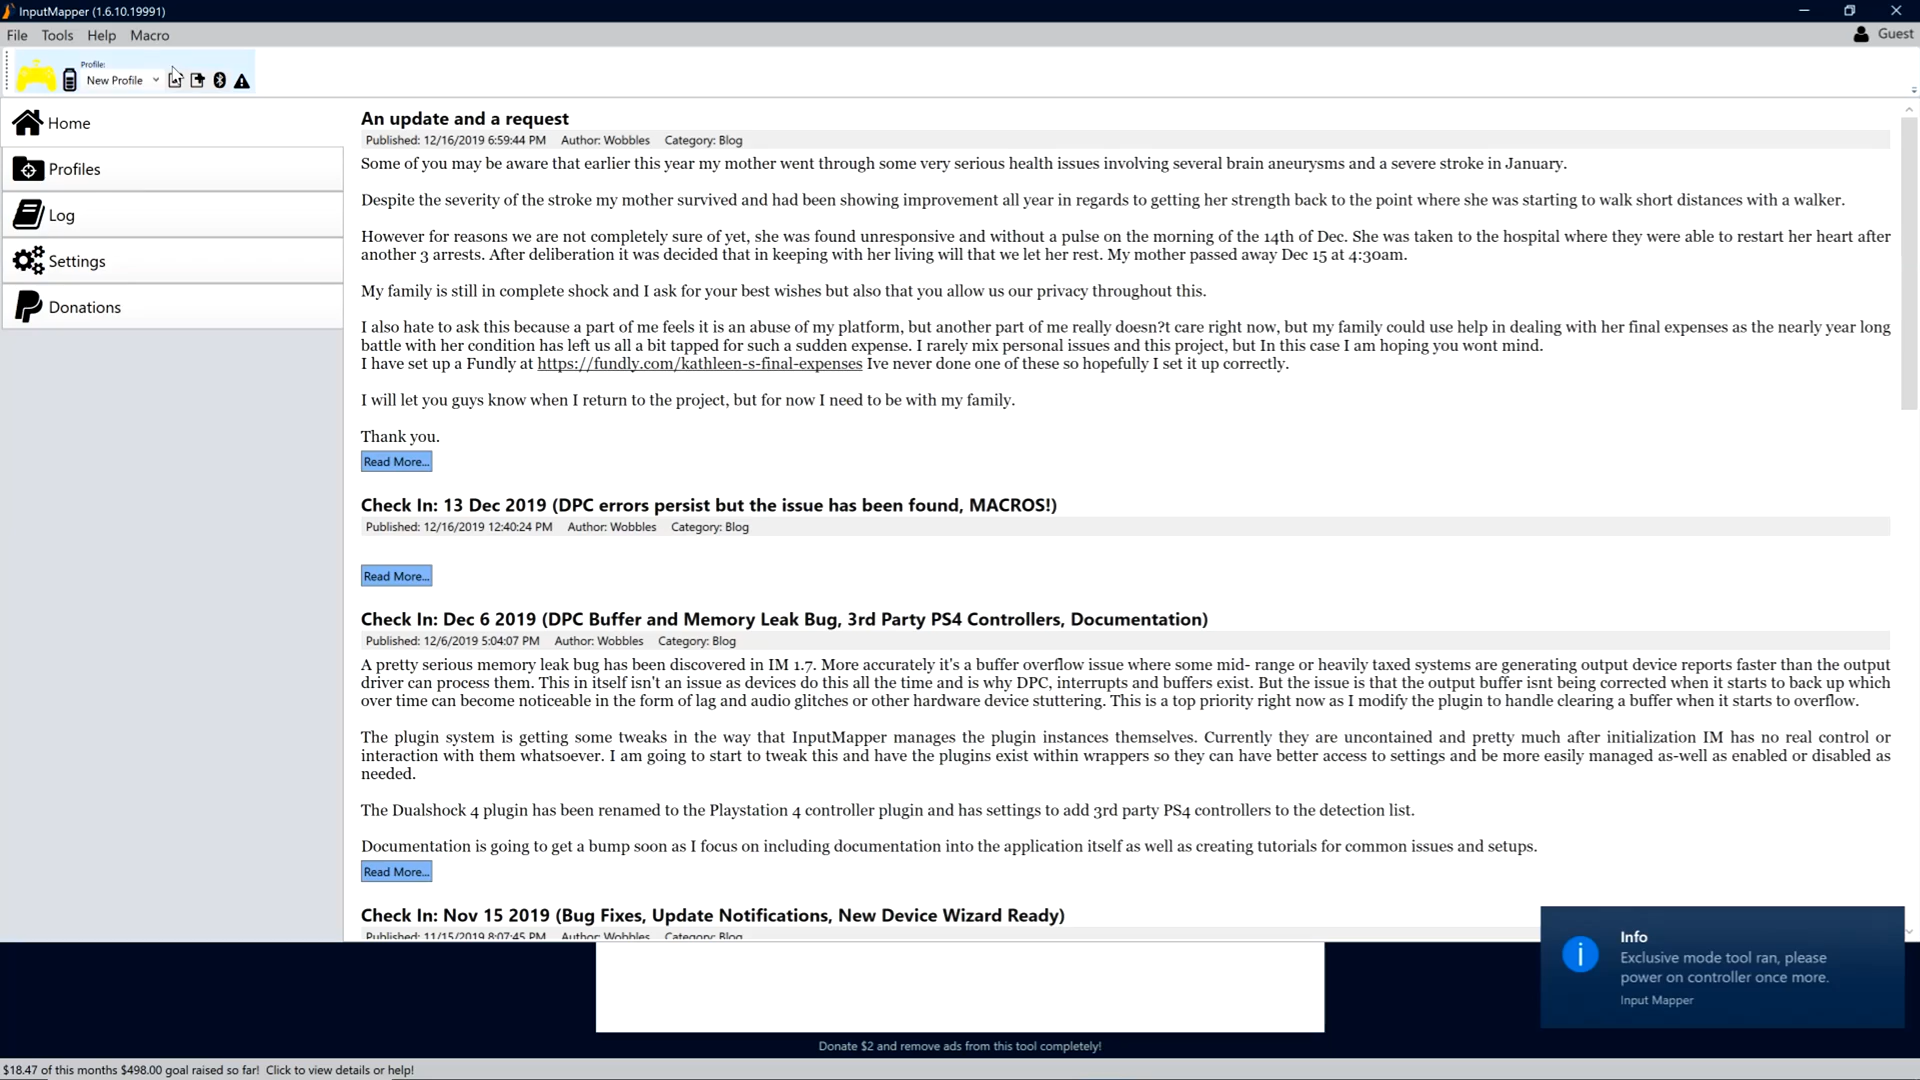 InputMapper (1.6.10.19991)
File Tools Help Macro
Guest
Profile:
New Profile
Home
Profiles
Log
Settings
Donations
An update and a request
Published: 12/16/2019 6:59:44 PM Author: Wobbles Category: Blog
Some of you may be aware that earlier this year my mother went through some very serious health issues involving several brain aneurysms and a severe stroke in January.
Despite the severity of the stroke my mother survived and had been showing improvement all year in regards to getting her strength back to the point where she was starting to walk short distances with a walker.
However for reasons we are not completely sure of yet, she was found unresponsive and without a pulse on the morning of the 14th of Dec. She was taken to the hospital where they were able to restart her heart after
another 3 arrests. After deliberation it was decided that in keeping with her living will that we let her rest. My mother passed away Dec 15 at 4:30am.
My family is still in complete shock and I ask for your best wishes but also that you allow us our privacy throughout this.
I also hate to ask this because a part of me feels it is an abuse of my platform, but another part of me really doesn?t care right now, but my family could use help in dealing with her final expenses as the nearly year long
battle with her condition has left us all a bit tapped for such a sudden expense. I rarely mix personal issues and this project, but In this case I am hoping you wont mind.
I have set up a Fundly at https://fundly.com/kathleen-s-final-expenses Ive never done one of these so hopefully I set it up correctly.
I will let you guys know when I return to the project, but for now I need to be with my family.
Thank you.
Read More...
Check In: 13 Dec 2019 (DPC errors persist but the issue has been found, MACROS!)
Published: 12/16/2019 12:40:24 PM Author: Wobbles Category: Blog
Read More...
Check In: Dec 6 2019 (DPC Buffer and Memory Leak Bug, 3rd Party PS4 Controllers, Documentation)
Published: 12/6/2019 5:04:07 PM Author: Wobbles Category: Blog
A pretty serious memory leak bug has been discovered in IM 1.7. More accurately it's a buffer overflow issue where some mid- range or heavily taxed systems are generating output device reports faster than the output
driver can process them. This in itself isn't an issue as devices do this all the time and is why DPC, interrupts and buffers exist. But the issue is that the output buffer isnt being corrected when it starts to back up which
over time can become noticeable in the form of lag and audio glitches or other hardware device stuttering. This is a top priority right now as I modify the plugin to handle clearing a buffer when it starts to overflow.
The plugin system is getting some tweaks in the way that InputMapper manages the plugin instances themselves. Currently they are uncontained and pretty much after initialization IM has no real control or
interaction with them whatsoever. I am going to start to tweak this and have the plugins exist within wrappers so they can have better access to settings and be more easily managed as-well as enabled or disabled as
needed.
The Dualshock 4 plugin has been renamed to the Playstation 4 controller plugin and has settings to add 3rd party PS4 controllers to the detection list.
Documentation is going to get a bump soon as I focus on including documentation into the application itself as well as creating tutorials for common issues and setups.
Read More...
Check In: Nov 15 2019 (Bug Fixes, Update Notifications, New Device Wizard Ready)
Published: 11/15/2019 8:07:45 PM Author: Wobbles Category: Blog
Info
Exclusive mode tool ran, please
power on controller once more.
Input Mapper
Donate $2 and remove ads from this tool completely!
$18.47 of this months $498.00 goal raised so far! Click to view details or help!